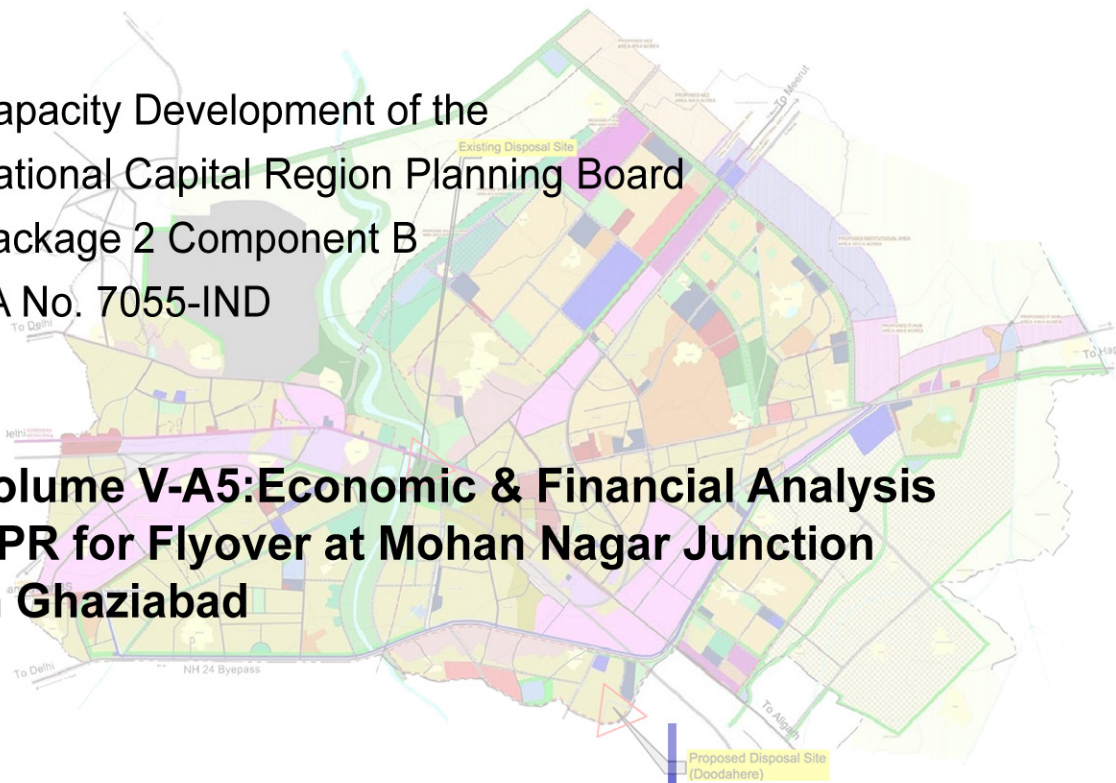 apacity Development of the
ational Capital Region Planning Board
ackage 2 Component B
A No. 7055-IND
olume V-A5:Economic & Financial Analysis
PR for Flyover at Mohan Nagar Junction
Ghaziabad
Existing Disposal Site
To Meerut
To Delhi
To Delhi
NH 24 Byepass
To Aligarh
Proposed Disposal Site
(Doodahere)